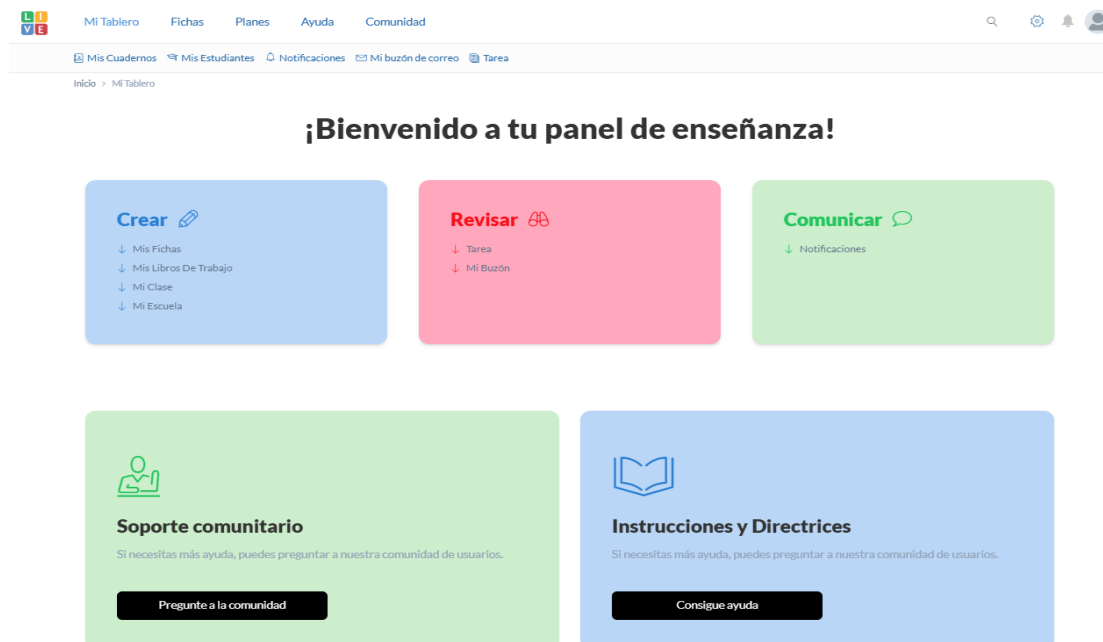 LIVE
Mi Tablero Fichas Planes Ayuda Comunidad
Mis Cuadernos Mis Estudiantes Notificaciones Mi buzón de correo Tarea
Inicio > Mi Tablero
¡Bienvenido a tu panel de enseñanza!
Crear
Mis Fichas
Mis Libros De Trabajo
Mi Clase
Mi Escuela
Revisar
Tarea
Mi Buzón
Comunicar
Notificaciones
Soporte comunitario
Si necesitas más ayuda, puedes preguntar a nuestra comunidad de usuarios.
Pregunte a la comunidad
Instrucciones y Directrices
Si necesitas más ayuda, puedes preguntar a nuestra comunidad de usuarios.
Consigue ayuda